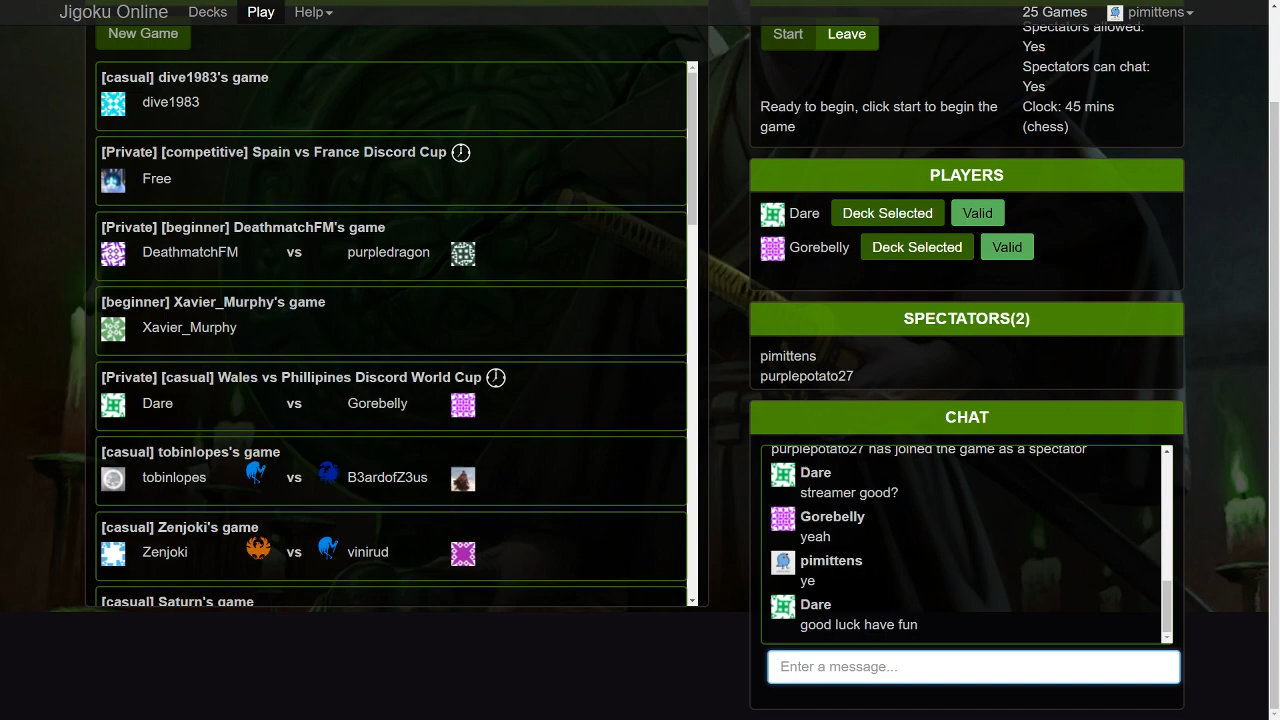 Jigoku Online Decks Play Help 25 Games pimittens
New Game
[casual] dive1983's game
dive1983
[Private] [competitive] Spain vs France Discord Cup
Free
[Private] [beginner] DeathmatchFM's game
DeathmatchFM vs purpledragon
[beginner] Xavier_Murphy's game
Xavier_Murphy
[Private] [casual] Wales vs Phillipines Discord World Cup
Dare vs Gorebelly
[casual] tobinlopes's game
tobinlopes vs B3ardofZ3us
[casual] Zenjoki's game
Zenjoki vs vinirud
[casual] Saturn's game
Start Leave
Ready to begin, click start to begin the
game
Spectators allowed:
Yes
Spectators can chat:
Yes
Clock: 45 mins
(chess)
PLAYERS
Dare Deck Selected Valid
Gorebelly Deck Selected Valid
SPECTATORS(2)
pimittens
purplepotato27
CHAT
purplepotato27 has joined the game as a spectator
Dare
streamer good?
Gorebelly
yeah
pimittens
ye
Dare
good luck have fun
Enter a message...